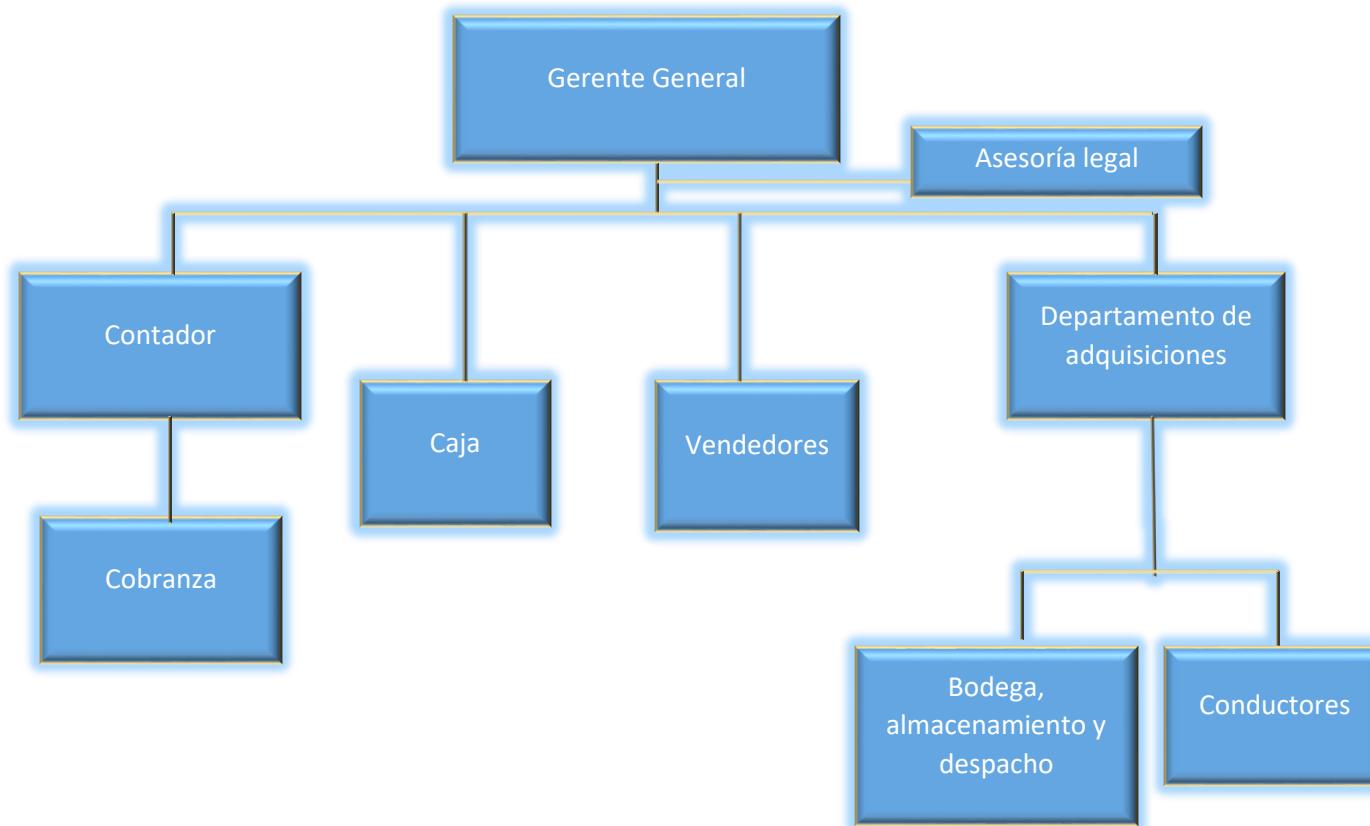 Gerente General
Asesoría legal
Contador
Departamento de
adquisiciones
Caja
Vendedores
Cobranza
Bodega,
almacenamiento y
despacho
Conductores